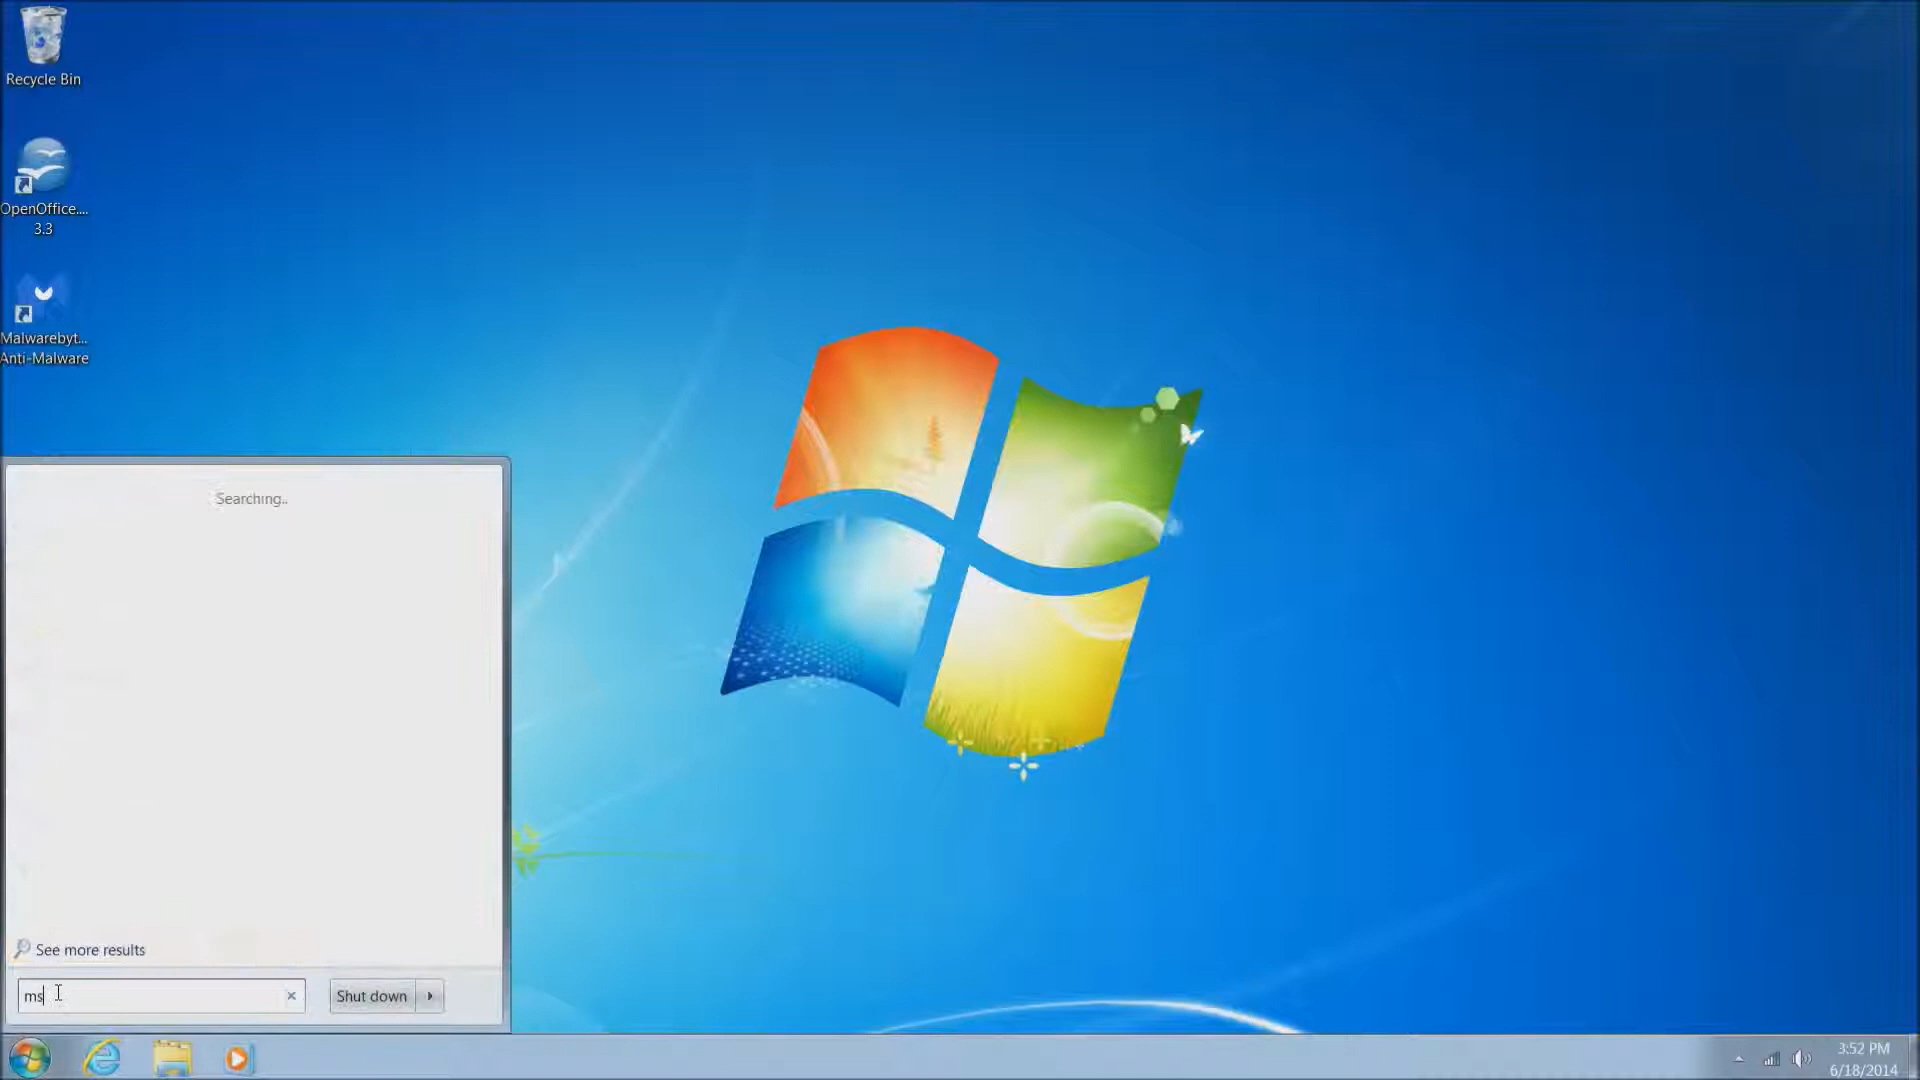 Recycle Bin
OpenOffice....
3.3
Malwarebyt...
Anti-Malware
Searching..
See more results
ms
Shut down
3:52 PM
6/18/2014